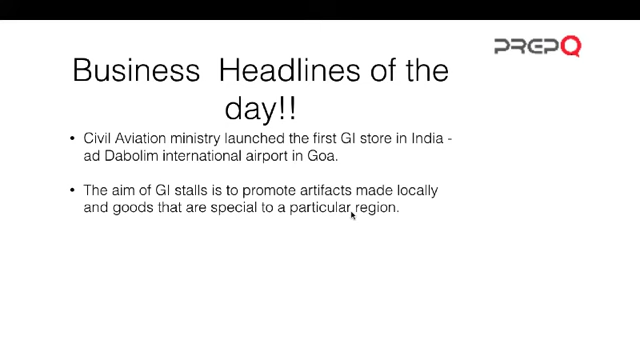 PREPQ
Business Headlines of the
day!!
• Civil Aviation ministry launched the first GI store in India -
ad Dabolim international airport in Goa.
• The aim of GI stalls is to promote artifacts made locally
and goods that are special to a particular region.